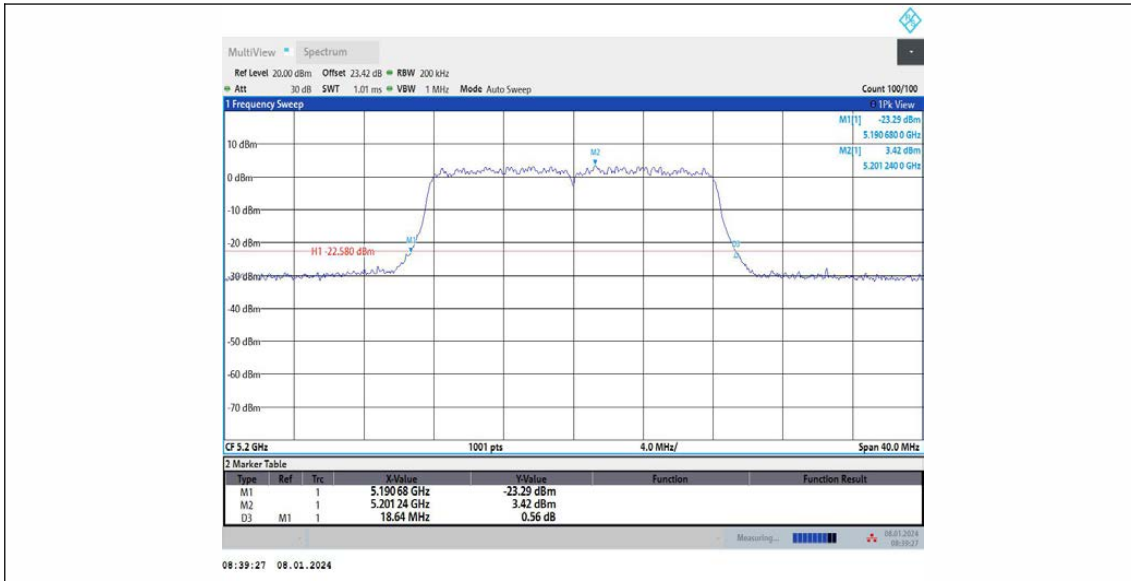 MultiView Spectrum
Ref Level 20.00 dBm Offset 23.42 dB RBW 200 kHz
Att 30 dB SWT 1.01 ms VBW 1 MHz Mode Auto Sweep Count 100/100
1 Frequency Sweep 1Pk View
M1[1] -23.29 dBm
5.190 680 0 GHz
10 dBm
M2
M2[1] 3.42 dBm
5.201 240 0 GHz
0 dBm
-10 dBm
-20 dBm
M1
D3
H1 -22.580 dBm
-30 dBm
-40 dBm
-50 dBm
-60 dBm
-70 dBm
CF 5.2 GHz 1001 pts 4.0 MHz/ Span 40.0 MHz
2 Marker Table
Type Ref Trc X-Value Y-Value Function Function Result
M1 1 5.190 68 GHz -23.29 dBm
M2 1 5.201 24 GHz 3.42 dBm
D3 M1 1 18.64 MHz 0.56 dB
Measuring... 08.01.2024
08:39:27
08:39:27 08.01.2024